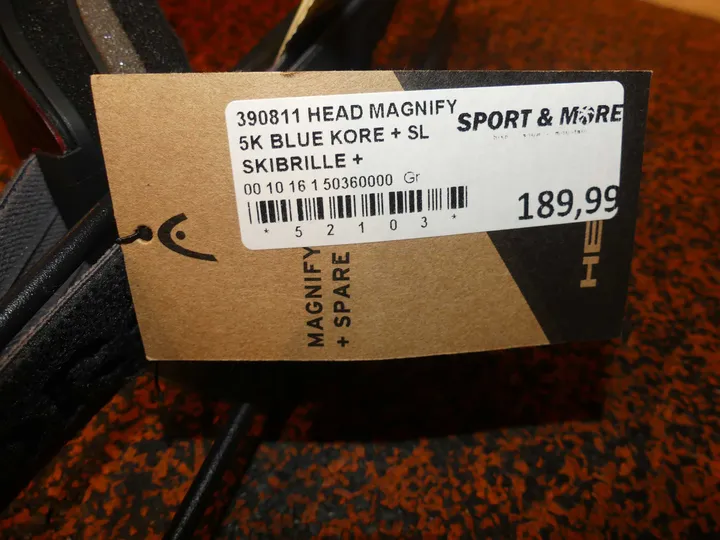 390811 HEAD MAGNIFY
5K BLUE KORE + SL
SKIBRILLE +
SPORT & MORE
00 10 16 1 50360000 Gr
* 5 2 1 0 3 *
189,99
MAGNIFY
+ SPARE
HE